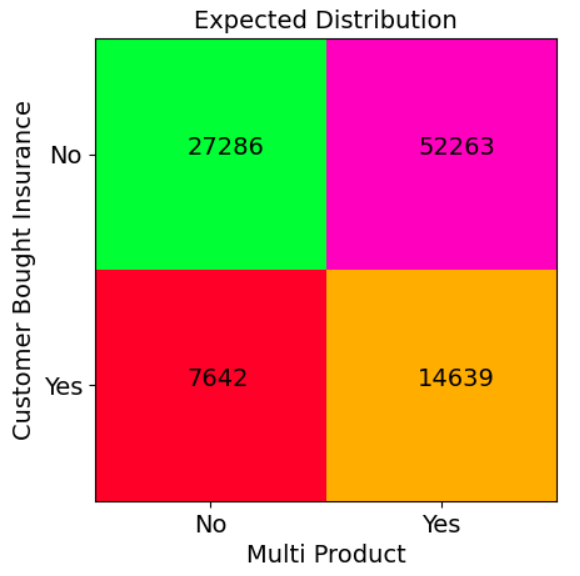 Expected Distribution
Customer Bought Insurance
No
27286
52263
Yes
7642
14639
No
Yes
Multi Product